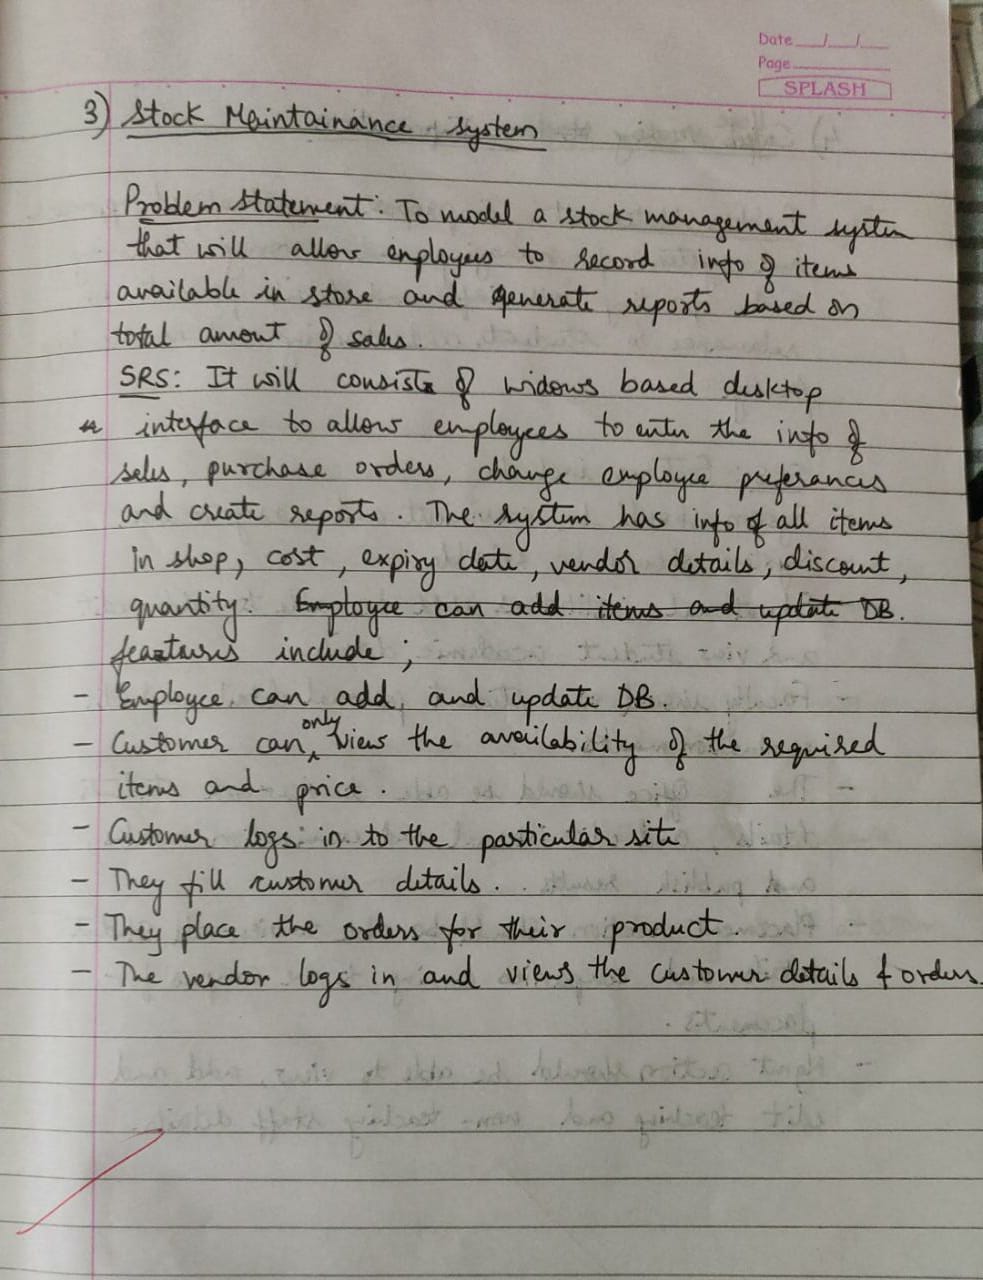 Date__/__/__
Page
SPLASH
3) Stock Maintainance System
Problem Statement: To model a stock management system
that will allow employees to record info of items
available in store and generate reports based on
total amount of sales.
SRS: It will consists of widows based desktop
interface to allow employees to enter the info of
sales, purchase orders, change employee preferances
and create reports. The system has info of all items
in shop, cost, expiry date, vendor details, discount,
quantity. Employee can add items and update DB.
features include;
- Employee can add, and update DB.
- Customer can only view the availability of the required
items and price.
- Customer logs in to the particular site
- They fill customer details.
- They place the orders for their product.
- The vendor logs in and views the customer details & orders.